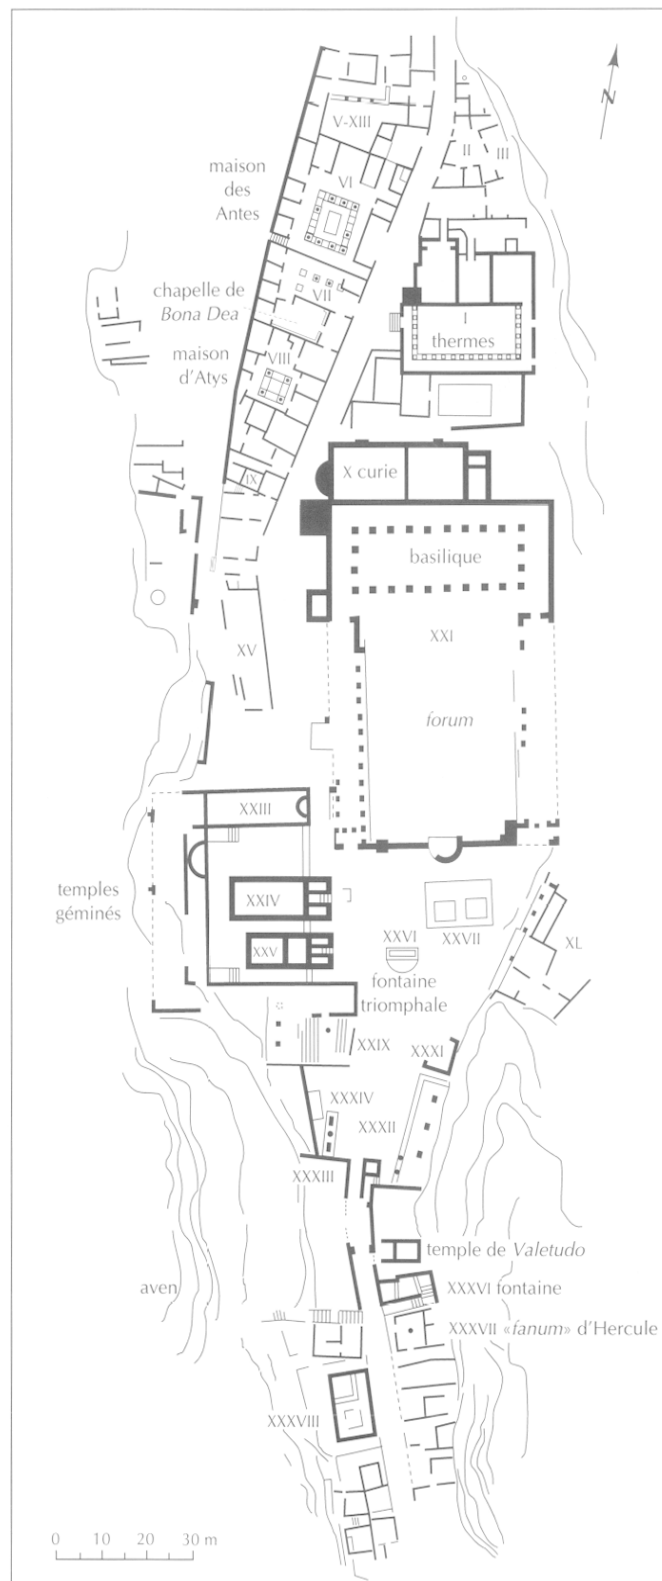 N
V-XIII
II
III
maison
des
Antes
VI
chapelle de
Bona Dea
VII
I
thermes
maison
d'Atys
VIII
IX
X curie
basilique
XV
XXI
forum
XXIII
temples
géminés
XXIV
XXV
XXVI
XXVII
XL
fontaine
triomphale
XXIX
XXXI
XXXIV
XXXII
XXXIII
temple de Valetudo
aven
XXXVI fontaine
XXXVII «fanum» d'Hercule
XXXVIII
0 10 20 30 m